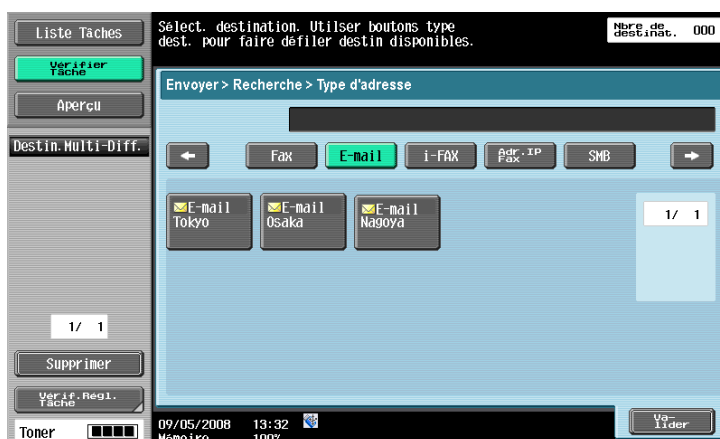 Liste Tâches
Sélect. destination. Utilser boutons type
dest. pour faire défiler destin disponibles.
Nbre de
destinat. 000
Vérifier
Tâche
Aperçu
Envoyer > Recherche > Type d'adresse
Destin.Multi-Diff.
Fax
E-mail
i-FAX
Adr.IP
Fax
SMB
E-mail
Tokyo
E-mail
Osaka
E-mail
Nagoya
1/ 1
1/ 1
Supprimer
Vérif.Régl.
Tâche
Toner
09/05/2008 13:32
Mémoire 100%
Va-
lider